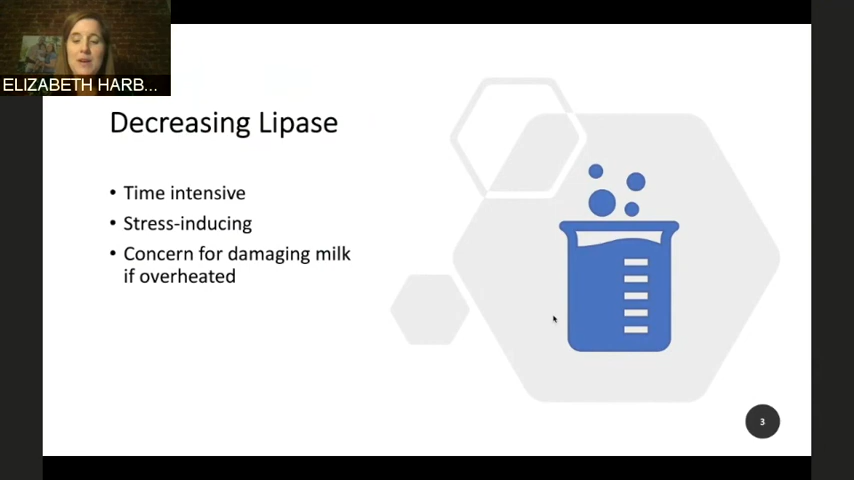 ELIZABETH HARB...
Decreasing Lipase
• Time intensive
• Stress-inducing
• Concern for damaging milk
if overheated
3